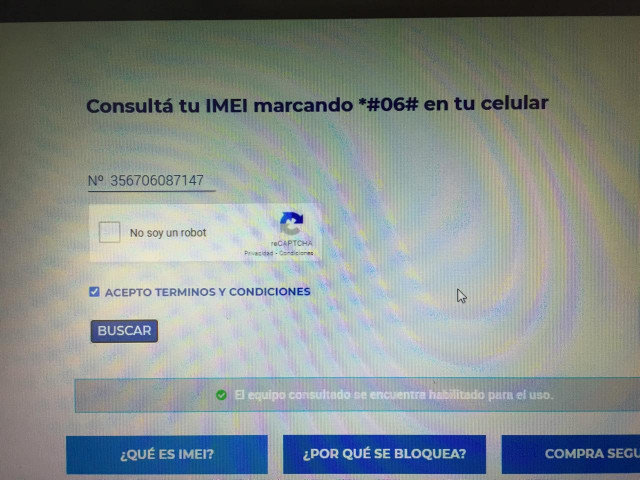 Consultá tu IMEI marcando *#06# en tu celular
Nº 356706087147
No soy un robot
reCAPTCHA
Privacidad - Condiciones
ACEPTO TERMINOS Y CONDICIONES
BUSCAR
El equipo consultado se encuentra habilitado para el uso.
¿QUÉ ES IMEI?
¿POR QUÉ SE BLOQUEA?
COMPRA SEGU